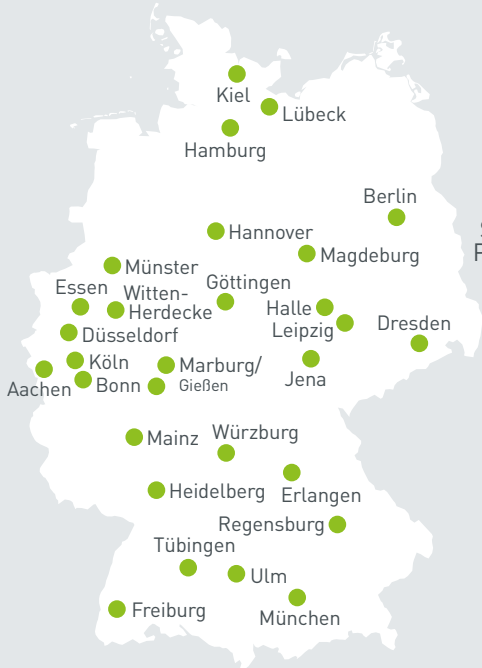 Kiel
Lübeck
Hamburg
Berlin
Hannover
Magdeburg
Münster
Göttingen
Essen
Witten-
Herdecke
Halle
Leipzig
Dresden
Düsseldorf
Köln
Marburg/
Gießen
Jena
Aachen
Bonn
Mainz
Würzburg
Heidelberg
Erlangen
Regensburg
Tübingen
Ulm
München
Freiburg